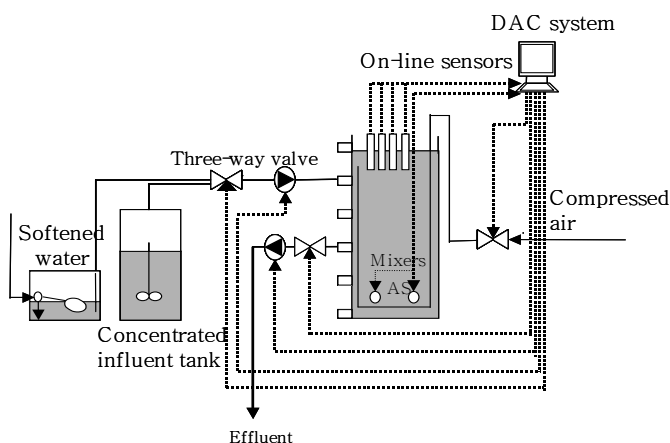 DAC system
On-line sensors
Three-way valve
Compressed
air
Softened
water
Mixers
AS
Concentrated
influent tank
Effluent